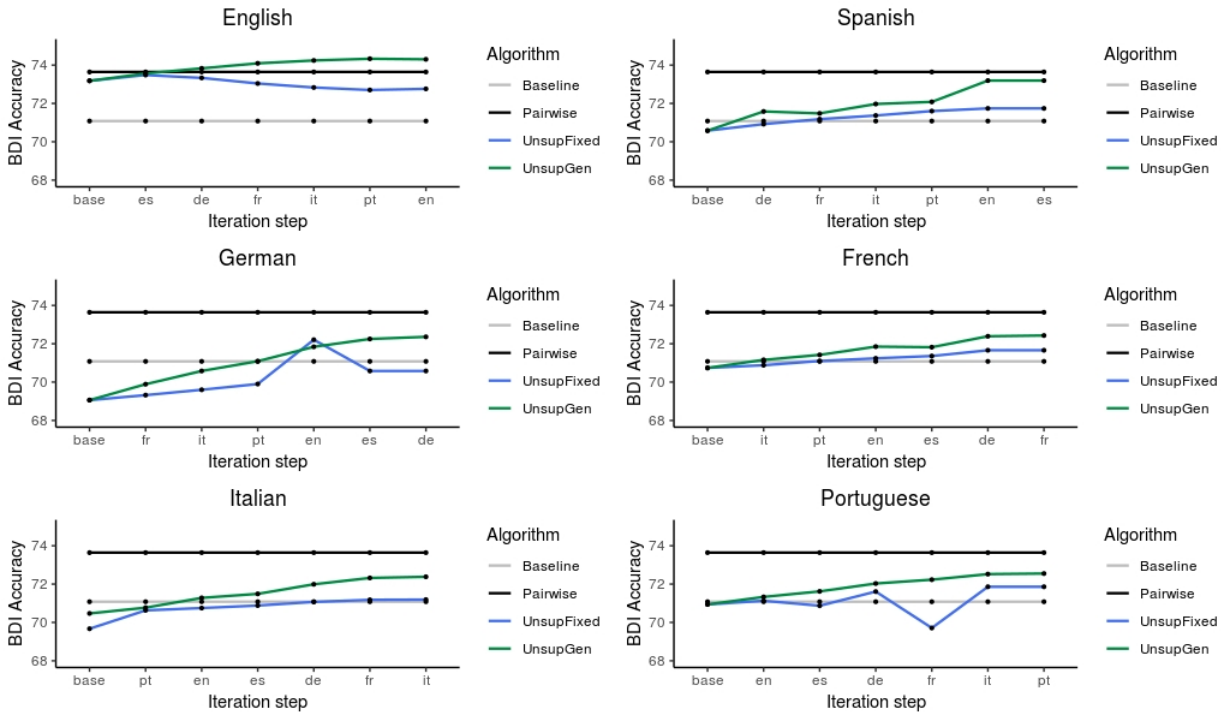 English
BDI Accuracy
74
72
70
68
base es de fr it pt en
Iteration step
Algorithm
Baseline
Pairwise
UnsupFixed
UnsupGen
Spanish
BDI Accuracy
74
72
70
68
base de fr it pt en es
Iteration step
Algorithm
Baseline
Pairwise
UnsupFixed
UnsupGen
German
BDI Accuracy
74
72
70
68
base fr it pt en es de
Iteration step
Algorithm
Baseline
Pairwise
UnsupFixed
UnsupGen
French
BDI Accuracy
74
72
70
68
base it pt en es de fr
Iteration step
Algorithm
Baseline
Pairwise
UnsupFixed
UnsupGen
Italian
BDI Accuracy
74
72
70
68
base pt en es de fr it
Iteration step
Algorithm
Baseline
Pairwise
UnsupFixed
UnsupGen
Portuguese
BDI Accuracy
74
72
70
68
base en es de fr it pt
Iteration step
Algorithm
Baseline
Pairwise
UnsupFixed
UnsupGen